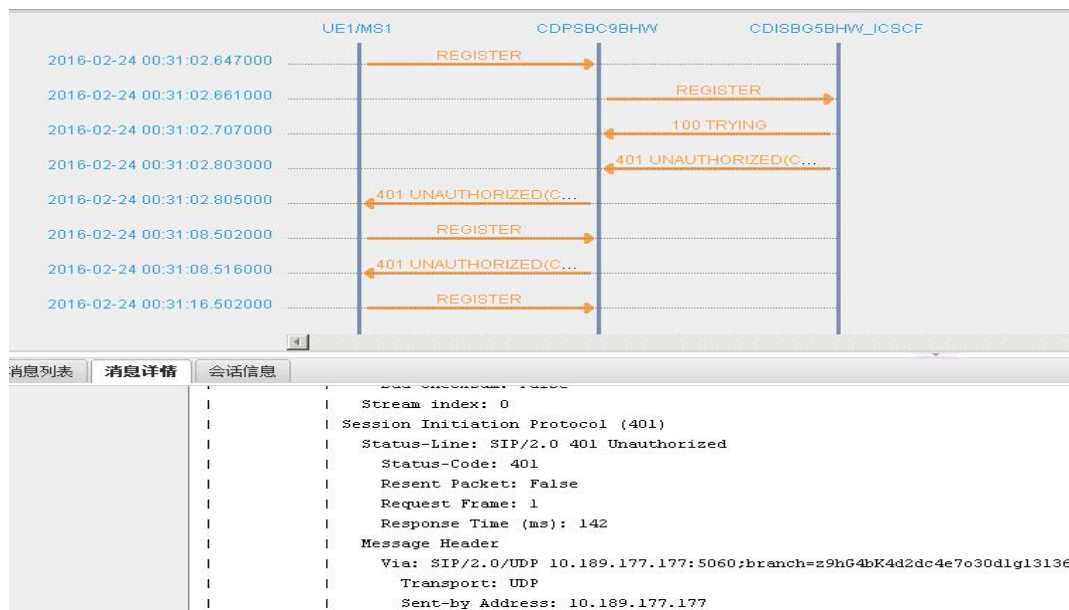 UE1/MS1 CDPSBC9BHW CDISBG5BHW_ICSCF
2016-02-24 00:31:02.647000 REGISTER
2016-02-24 00:31:02.661000 REGISTER
2016-02-24 00:31:02.707000 100 TRYING
2016-02-24 00:31:02.803000 401 UNAUTHORIZED(C...
2016-02-24 00:31:02.805000 401 UNAUTHORIZED(C...
2016-02-24 00:31:08.502000 REGISTER
2016-02-24 00:31:08.516000 401 UNAUTHORIZED(C...
2016-02-24 00:31:16.502000 REGISTER
消息列表 消息详情 会话信息
Bad Checksum: False
Stream index: 0
Session Initiation Protocol (401)
Status-Line: SIP/2.0 401 Unauthorized
Status-Code: 401
Resent Packet: False
Request Frame: 1
Response Time (ms): 142
Message Header
Via: SIP/2.0/UDP 10.189.177.177:5060;branch=z9hG4bK4d2dc4e7o30d1g13136
Transport: UDP
Sent-by Address: 10.189.177.177